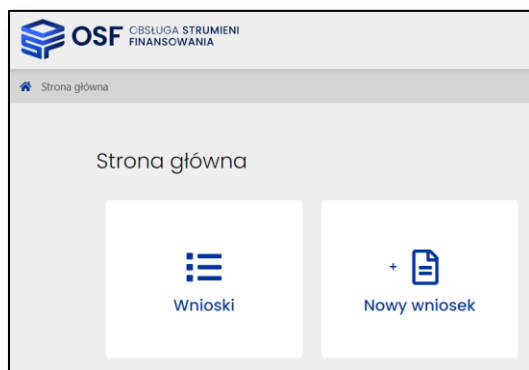 OSF OBSŁUGA STRUMIENI
FINANSOWANIA
Strona główna
Strona główna
Wnioski
+ Nowy wniosek